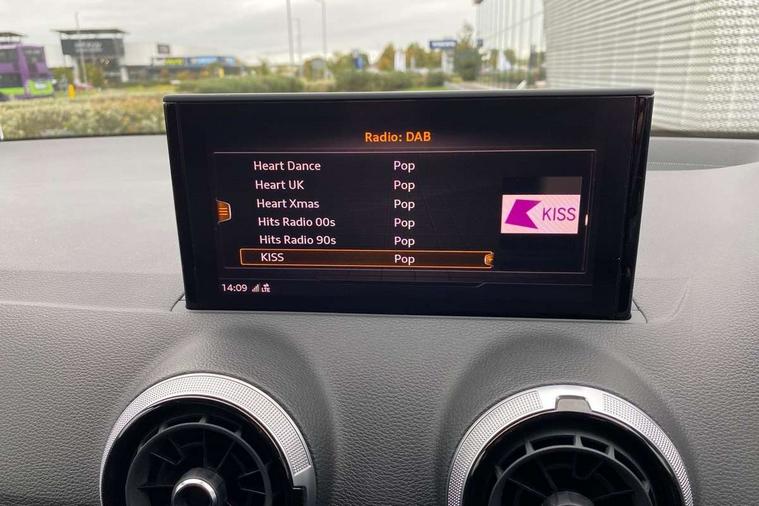 Radio: DAB
Heart Dance Pop
Heart UK Pop
Heart Xmas Pop
Hits Radio 00s Pop
Hits Radio 90s Pop
KISS Pop
KISS
14:09 LTE